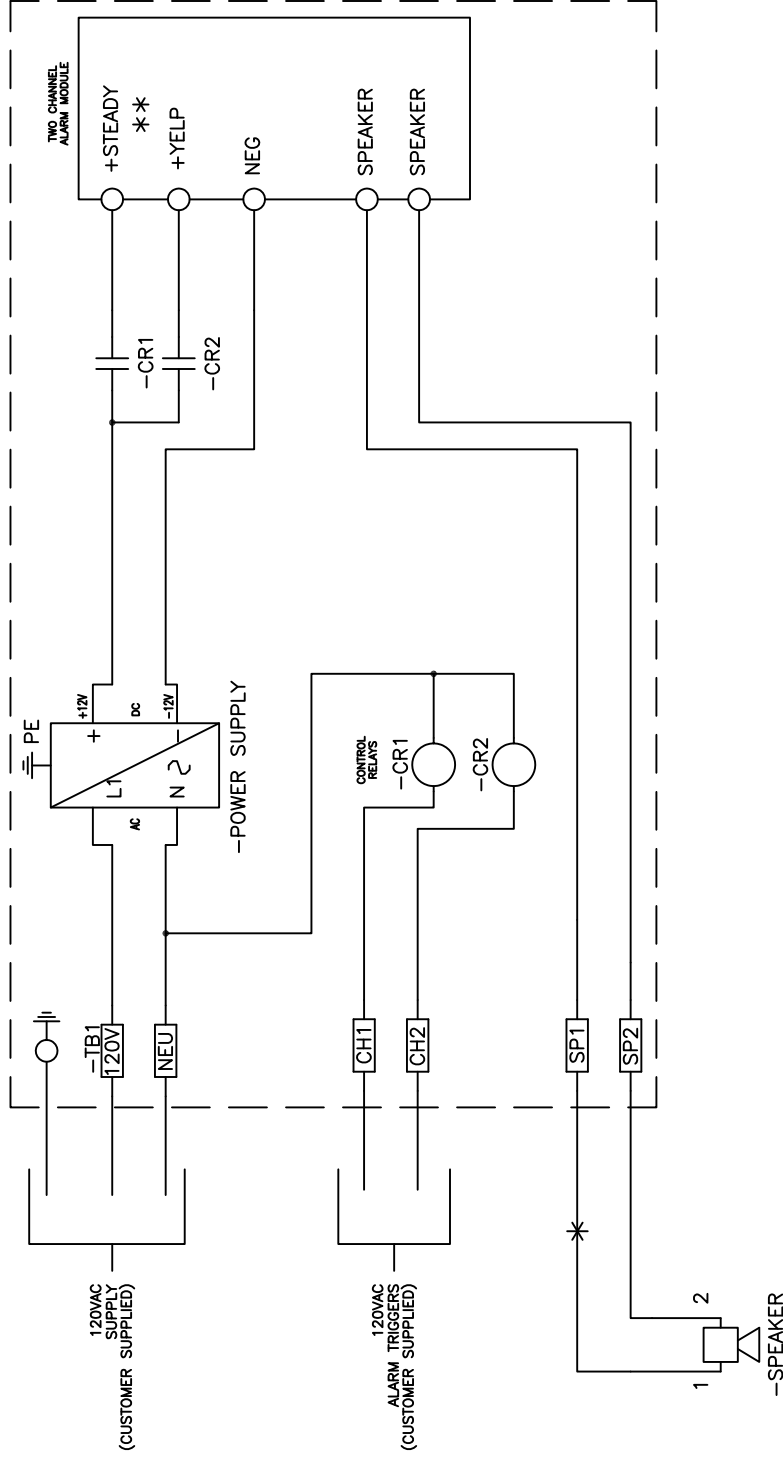 TWO CHANNEL
ALARM MODULE
+STEADY
**
+YELP
NEG
SPEAKER
SPEAKER
-CR1
-CR2
PE
+12V
DC
-12V
+
-
L1
N
AC
-POWER SUPPLY
CONTROL
RELAYS
-CR1
-CR2
-TB1
120V
NEU
CH1
CH2
SP1
SP2
120VAC
SUPPLY
(CUSTOMER SUPPLIED)
120VAC
ALARM TRIGGERS
(CUSTOMER SUPPLIED)
*
1
2
-SPEAKER